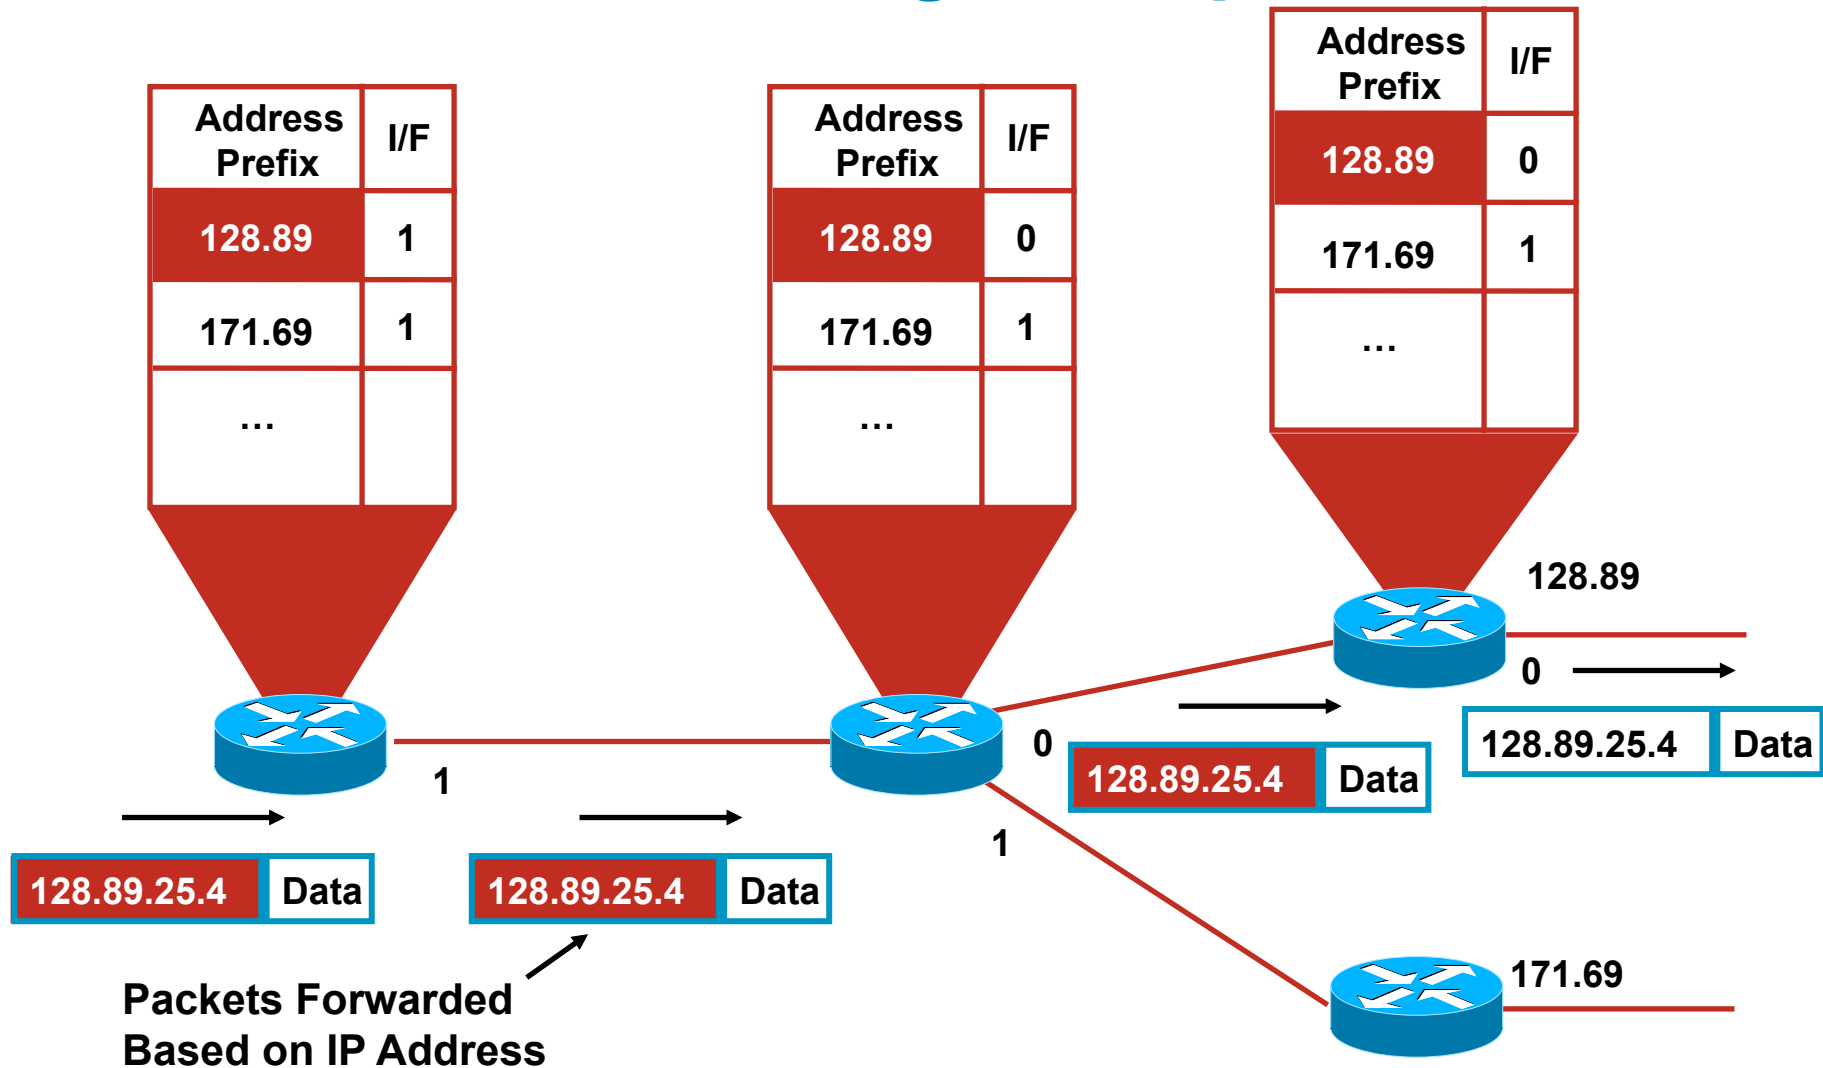 Address
Prefix
I/F
128.89
1
171.69
1
...
Address
Prefix
I/F
128.89
0
171.69
1
...
Address
Prefix
I/F
128.89
0
171.69
1
...
128.89
0
128.89.25.4 Data
0
128.89.25.4 Data
1
1
128.89.25.4 Data
128.89.25.4 Data
171.69
Packets Forwarded
Based on IP Address